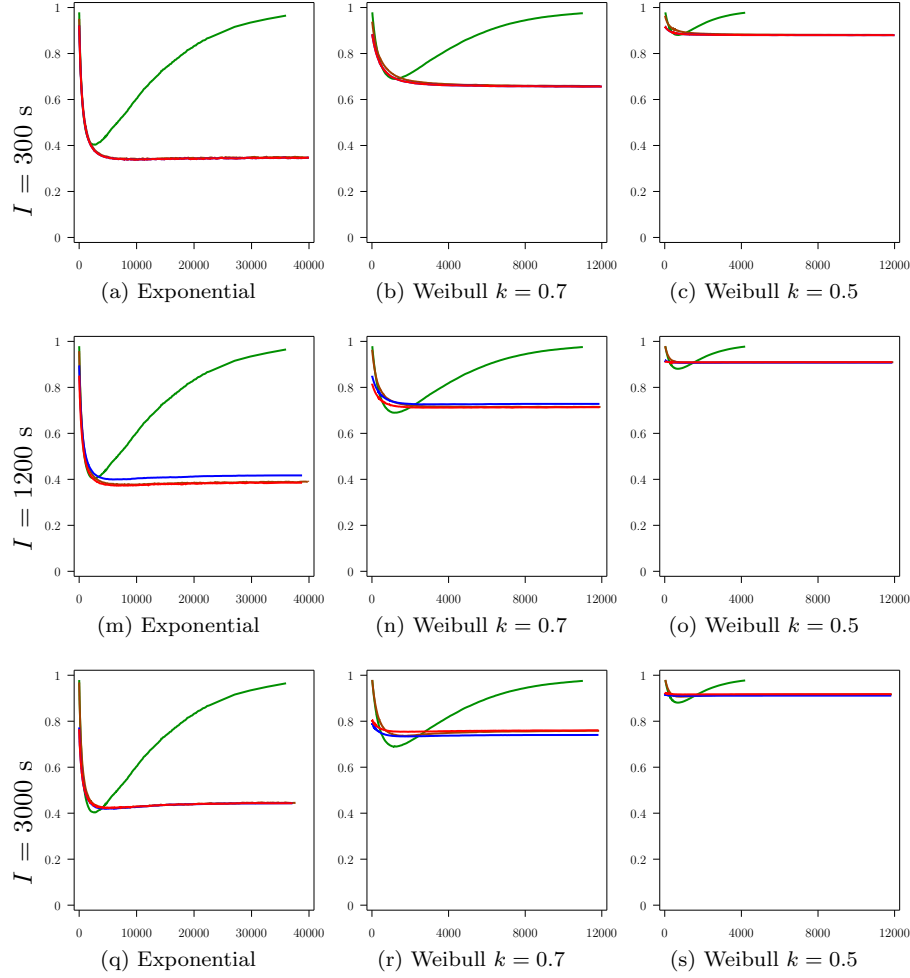 I = 300 s
1
0.8
0.6
0.4
0.2
0
0 10000 20000 30000 40000
(a) Exponential
1
0.8
0.6
0.4
0.2
0
0 4000 8000 12000
(b) Weibull k = 0.7
1
0.8
0.6
0.4
0.2
0
0 4000 8000 12000
(c) Weibull k = 0.5
I = 1200 s
1
0.8
0.6
0.4
0.2
0
0 10000 20000 30000 40000
(m) Exponential
1
0.8
0.6
0.4
0.2
0
0 4000 8000 12000
(n) Weibull k = 0.7
1
0.8
0.6
0.4
0.2
0
0 4000 8000 12000
(o) Weibull k = 0.5
I = 3000 s
1
0.8
0.6
0.4
0.2
0
0 10000 20000 30000 40000
(q) Exponential
1
0.8
0.6
0.4
0.2
0
0 4000 8000 12000
(r) Weibull k = 0.7
1
0.8
0.6
0.4
0.2
0
0 4000 8000 12000
(s) Weibull k = 0.5